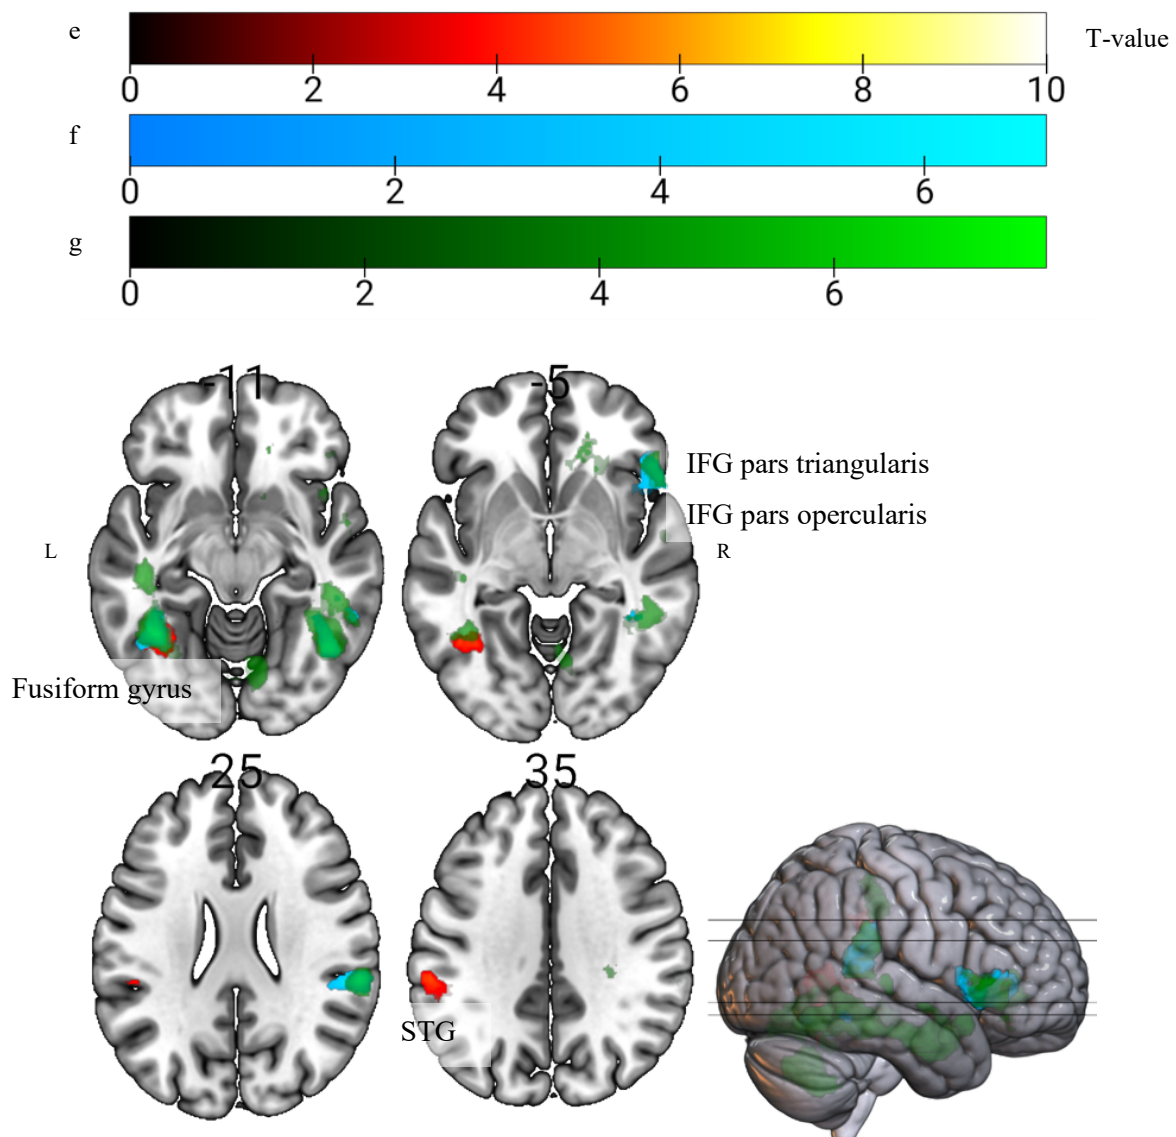 e
T-value
0 2 4 6 8 10
f
0 2 4 6
g
0 2 4 6
-11
-5
IFG pars triangularis
IFG pars opercularis
L
R
Fusiform gyrus
25
35
STG